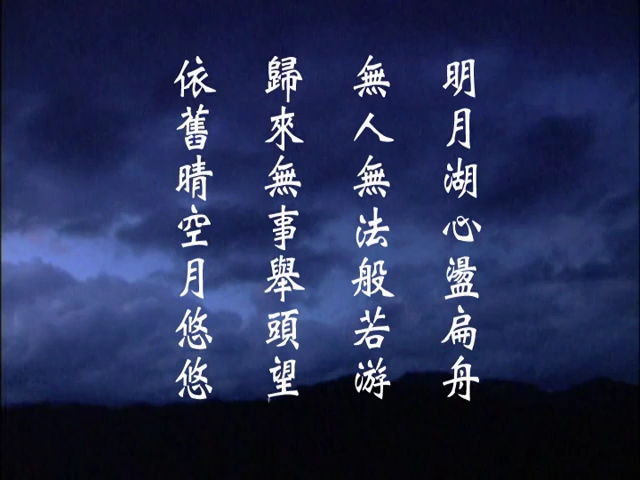 明月湖心盪扁舟
無人無法般若游
歸來無事舉頭望
依舊晴空月悠悠